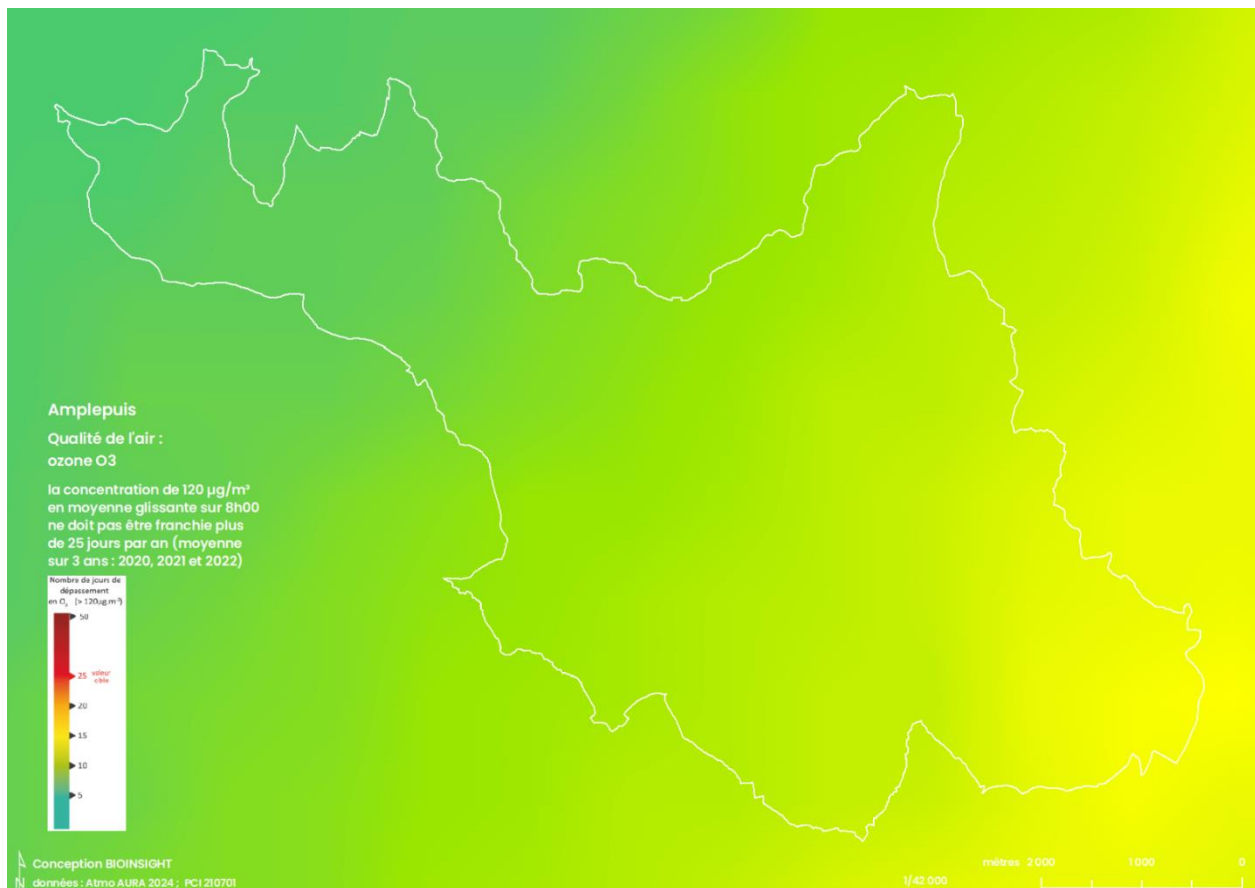 Amplepuis
Qualité de l'air :
ozone O3
la concentration de 120 µg/m³
en moyenne glissante sur 8h00
ne doit pas être franchie plus
de 25 jours par an (moyenne
sur 3 ans : 2020, 2021 et 2022)
Nombre de jours de
dépassement
en O₃ (> 120µg.m⁻³)
50
25 valeur
cible
20
15
10
5
N
Conception BIOINSIGHT
données : Atmo AURA 2024 ; PCI 210701
mètres 2 000 1 000 0
1/42 000